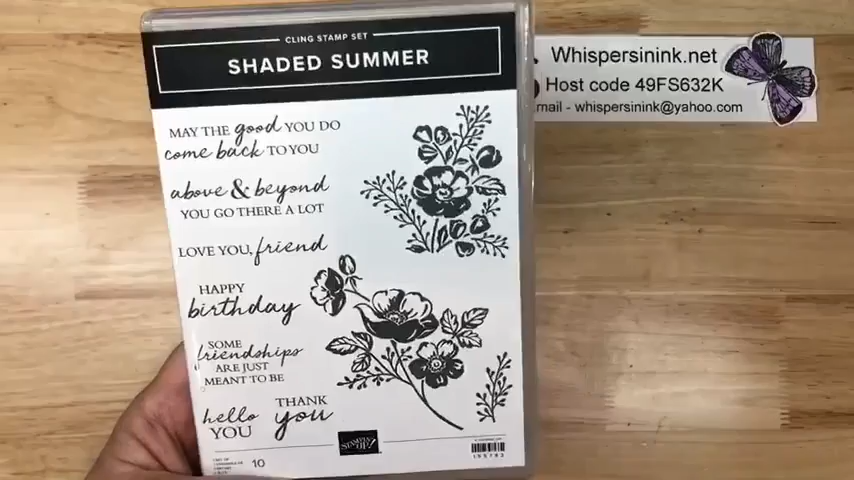 CLING STAMP SET
SHADED SUMMER
MAY THE good YOU DO
come back TO YOU
above & beyond
YOU GO THERE A LOT
LOVE YOU, friend
HAPPY
birthday
SOME
friendships
ARE JUST
MEANT TO BE
hello
YOU
THANK
you
STAMPIN' UP!
10
Whispersinink.net
Host code 49FS632K
mail - whispersinink@yahoo.com